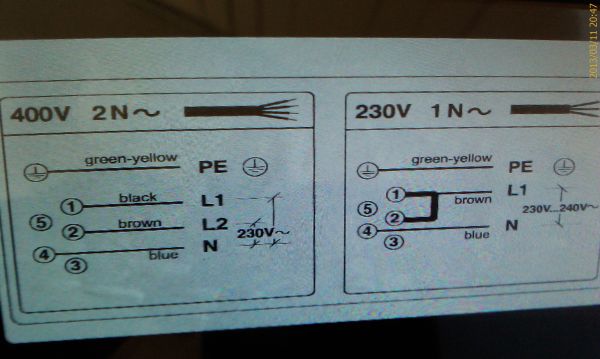 2013/03/11 20:47
400V 2N~
green-yellow PE
1 black L1
5
2 brown L2
230V~
4 blue N
3
230V 1N~
green-yellow PE
1 brown L1
5
230V...240V~
2
4 blue N
3